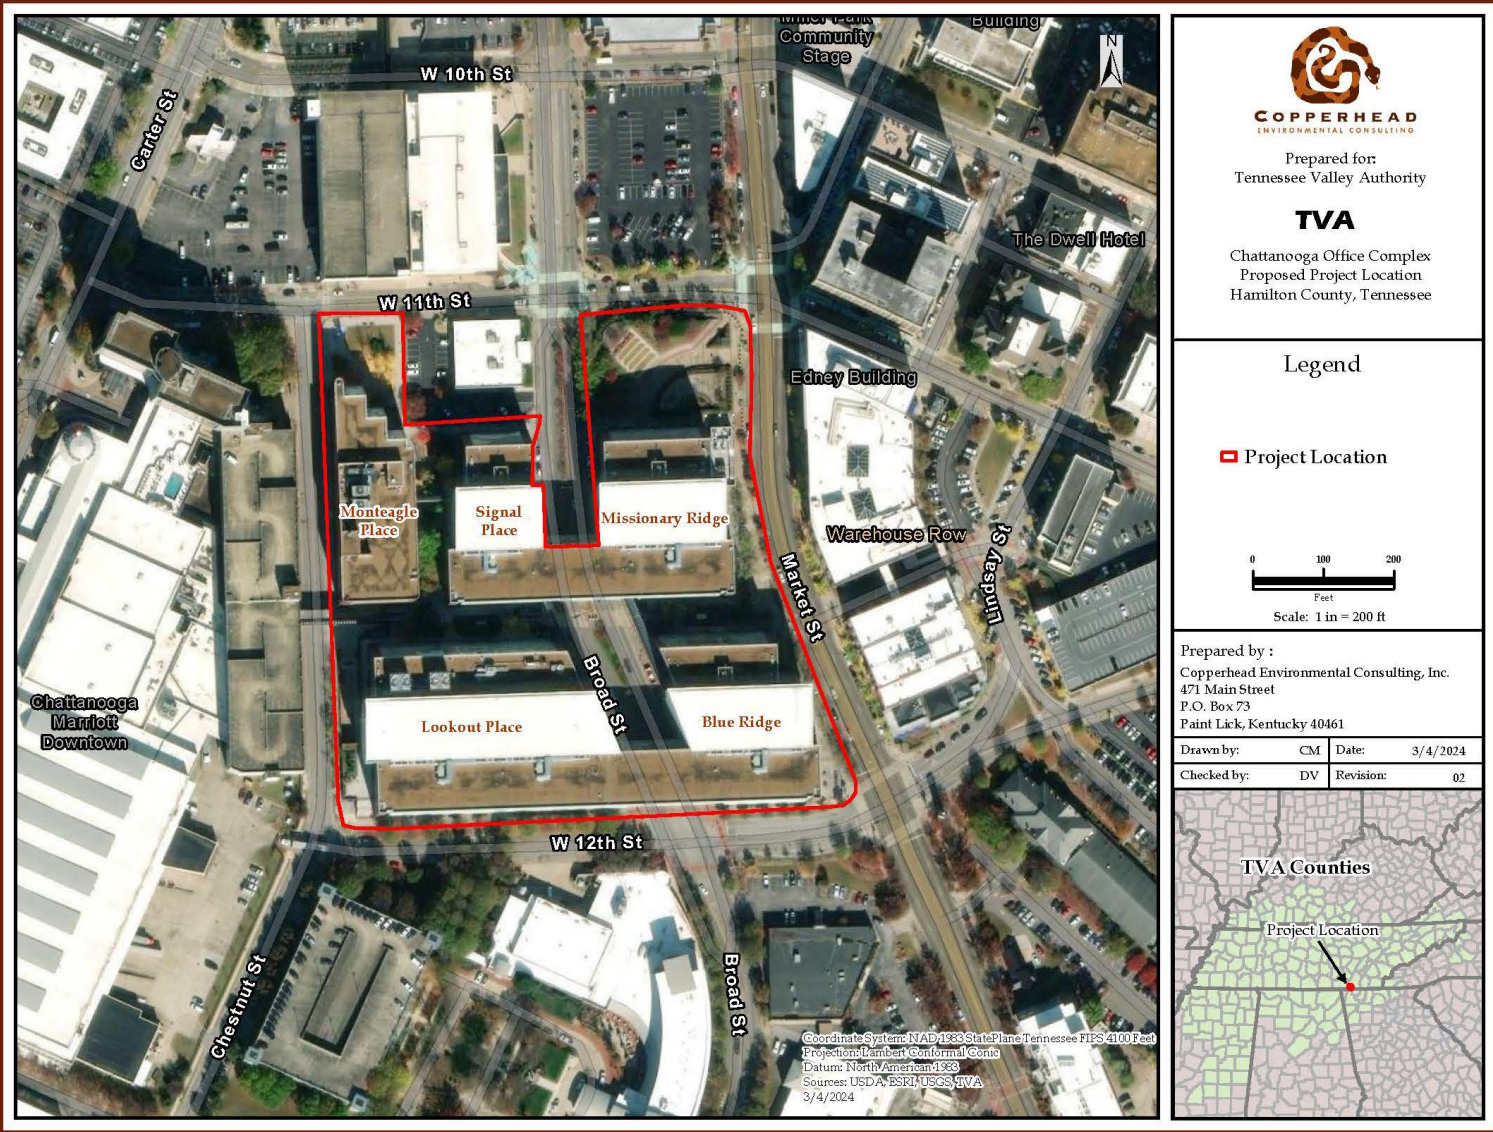 Miller Park
Community
Stage
Building
N
W 10th St
Carter St
The Dwell Hotel
W 11th St
Edney Building
Monteagle
Place
Signal
Place
Missionary Ridge
Warehouse Row
Lindsay St
Market St
Broad St
Chattanooga
Marriott
Downtown
Lookout Place
Blue Ridge
W 12th St
Chestnut St
Broad St
Coordinate System: NAD 1983 StatePlane Tennessee FIPS 4100 Feet
Projection: Lambert Conformal Conic
Datum: North American 1983
Sources: USDA, ESRI, USGS, TVA
3/4/2024
COPPERHEAD
ENVIRONMENTAL CONSULTING
Prepared for:
Tennessee Valley Authority
TVA
Chattanooga Office Complex
Proposed Project Location
Hamilton County, Tennessee
Legend
Project Location
0 100 200
Feet
Scale: 1 in = 200 ft
Prepared by :
Copperhead Environmental Consulting, Inc.
471 Main Street
P.O. Box 73
Paint Lick, Kentucky 40461
Drawn by: CM Date: 3/4/2024
Checked by: DV Revision: 02
TVA Counties
Project Location